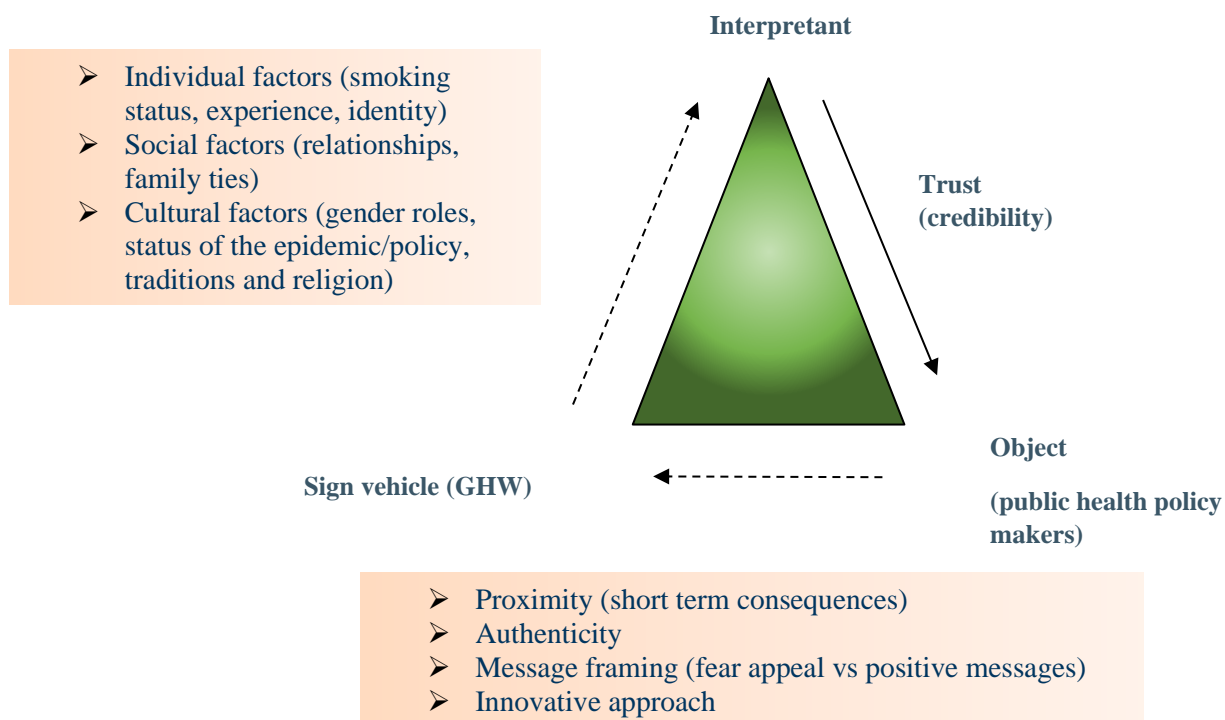 Interpretant
➢ Individual factors (smoking
status, experience, identity)
➢ Social factors (relationships,
family ties)
➢ Cultural factors (gender roles,
status of the epidemic/policy,
traditions and religion)
Trust
(credibility)
Object
Sign vehicle (GHW)
(public health policy
makers)
➢ Proximity (short term consequences)
➢ Authenticity
➢ Message framing (fear appeal vs positive messages)
➢ Innovative approach